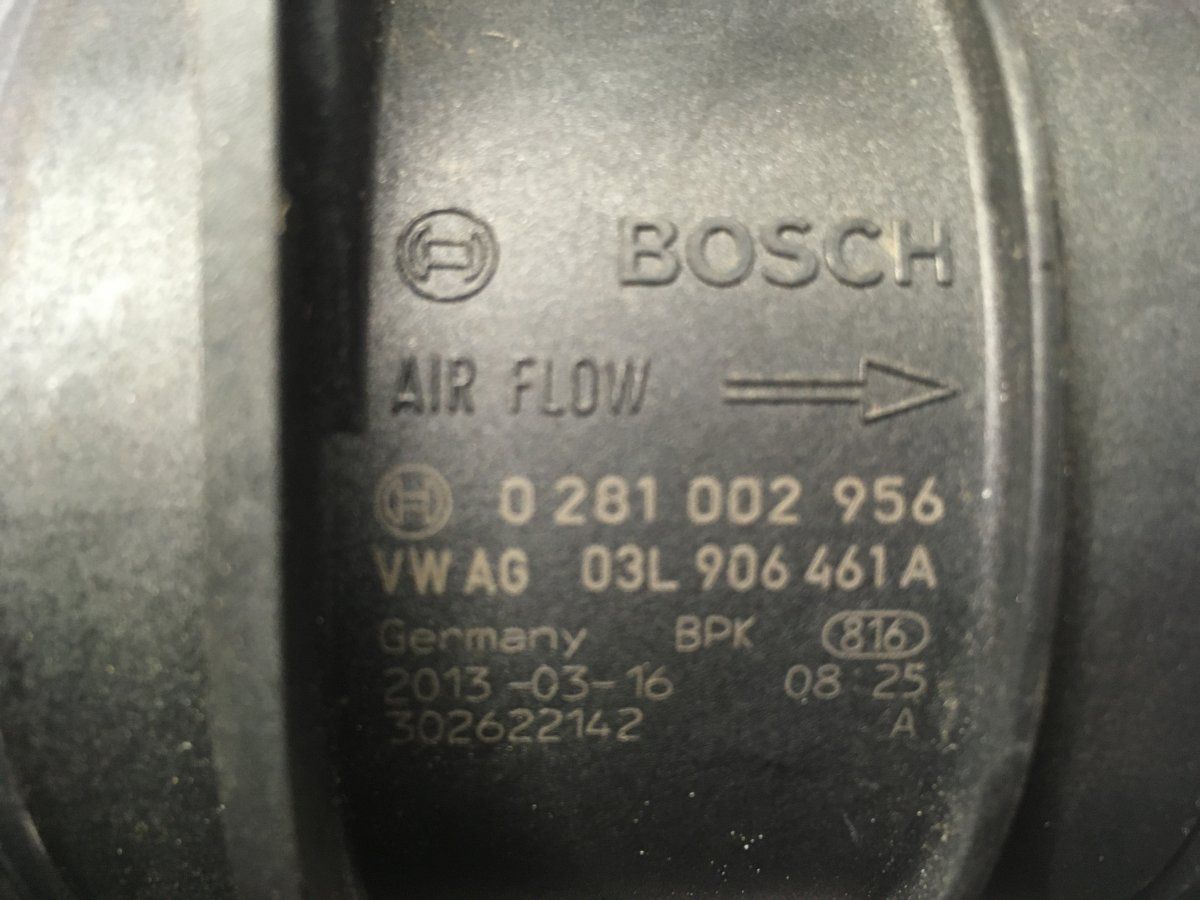 BOSCH
AIR FLOW
0 281 002 956
VW AG 03L 906 461 A
Germany BPK 816
2013-03-16 08 25
302622142 A